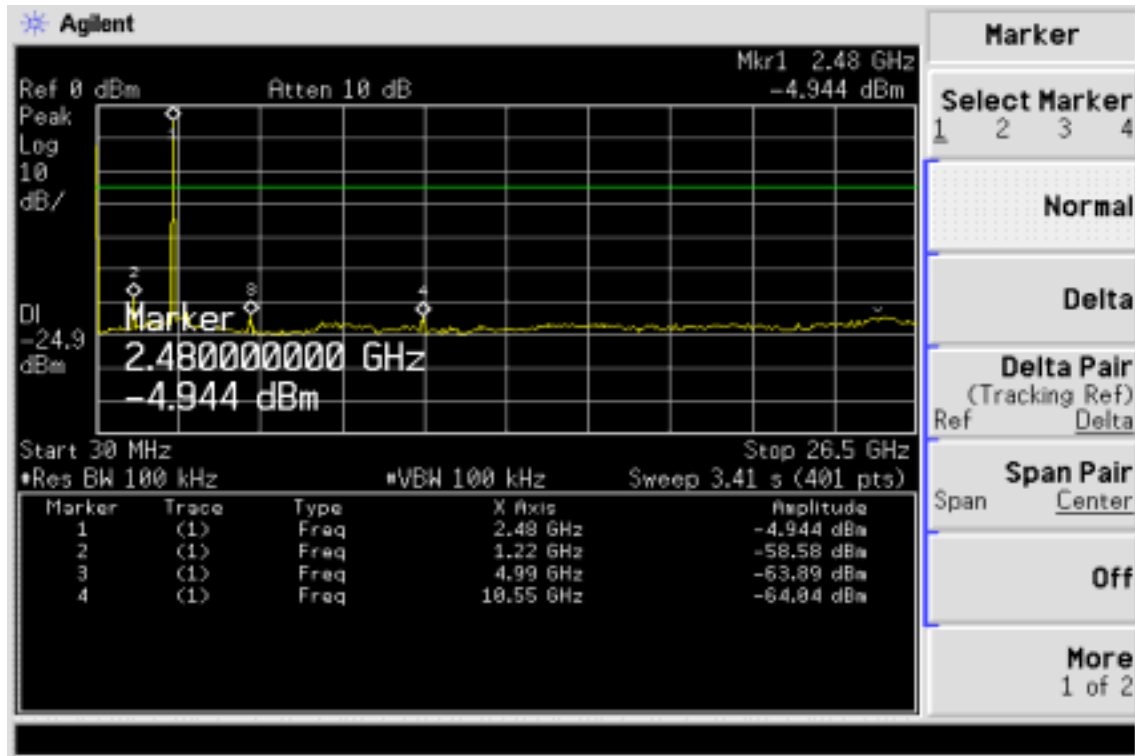 Agilent
Marker
Mkr1 2.48 GHz
Ref 0 dBm Atten 10 dB -4.944 dBm
Peak
Log
10
dB/
1
2
3
4
DI
-24.9
dBm
Marker
2.480000000 GHz
-4.944 dBm
Start 30 MHz Stop 26.5 GHz
#Res BW 100 kHz #VBW 100 kHz Sweep 3.41 s (401 pts)
Marker Trace Type X Axis Amplitude
1 (1) Freq 2.48 GHz -4.944 dBm
2 (1) Freq 1.22 GHz -58.58 dBm
3 (1) Freq 4.99 GHz -63.89 dBm
4 (1) Freq 10.55 GHz -64.04 dBm
Select Marker
1 2 3 4
Normal
Delta
Delta Pair
(Tracking Ref)
Ref Delta
Span Pair
Span Center
Off
More
1 of 2